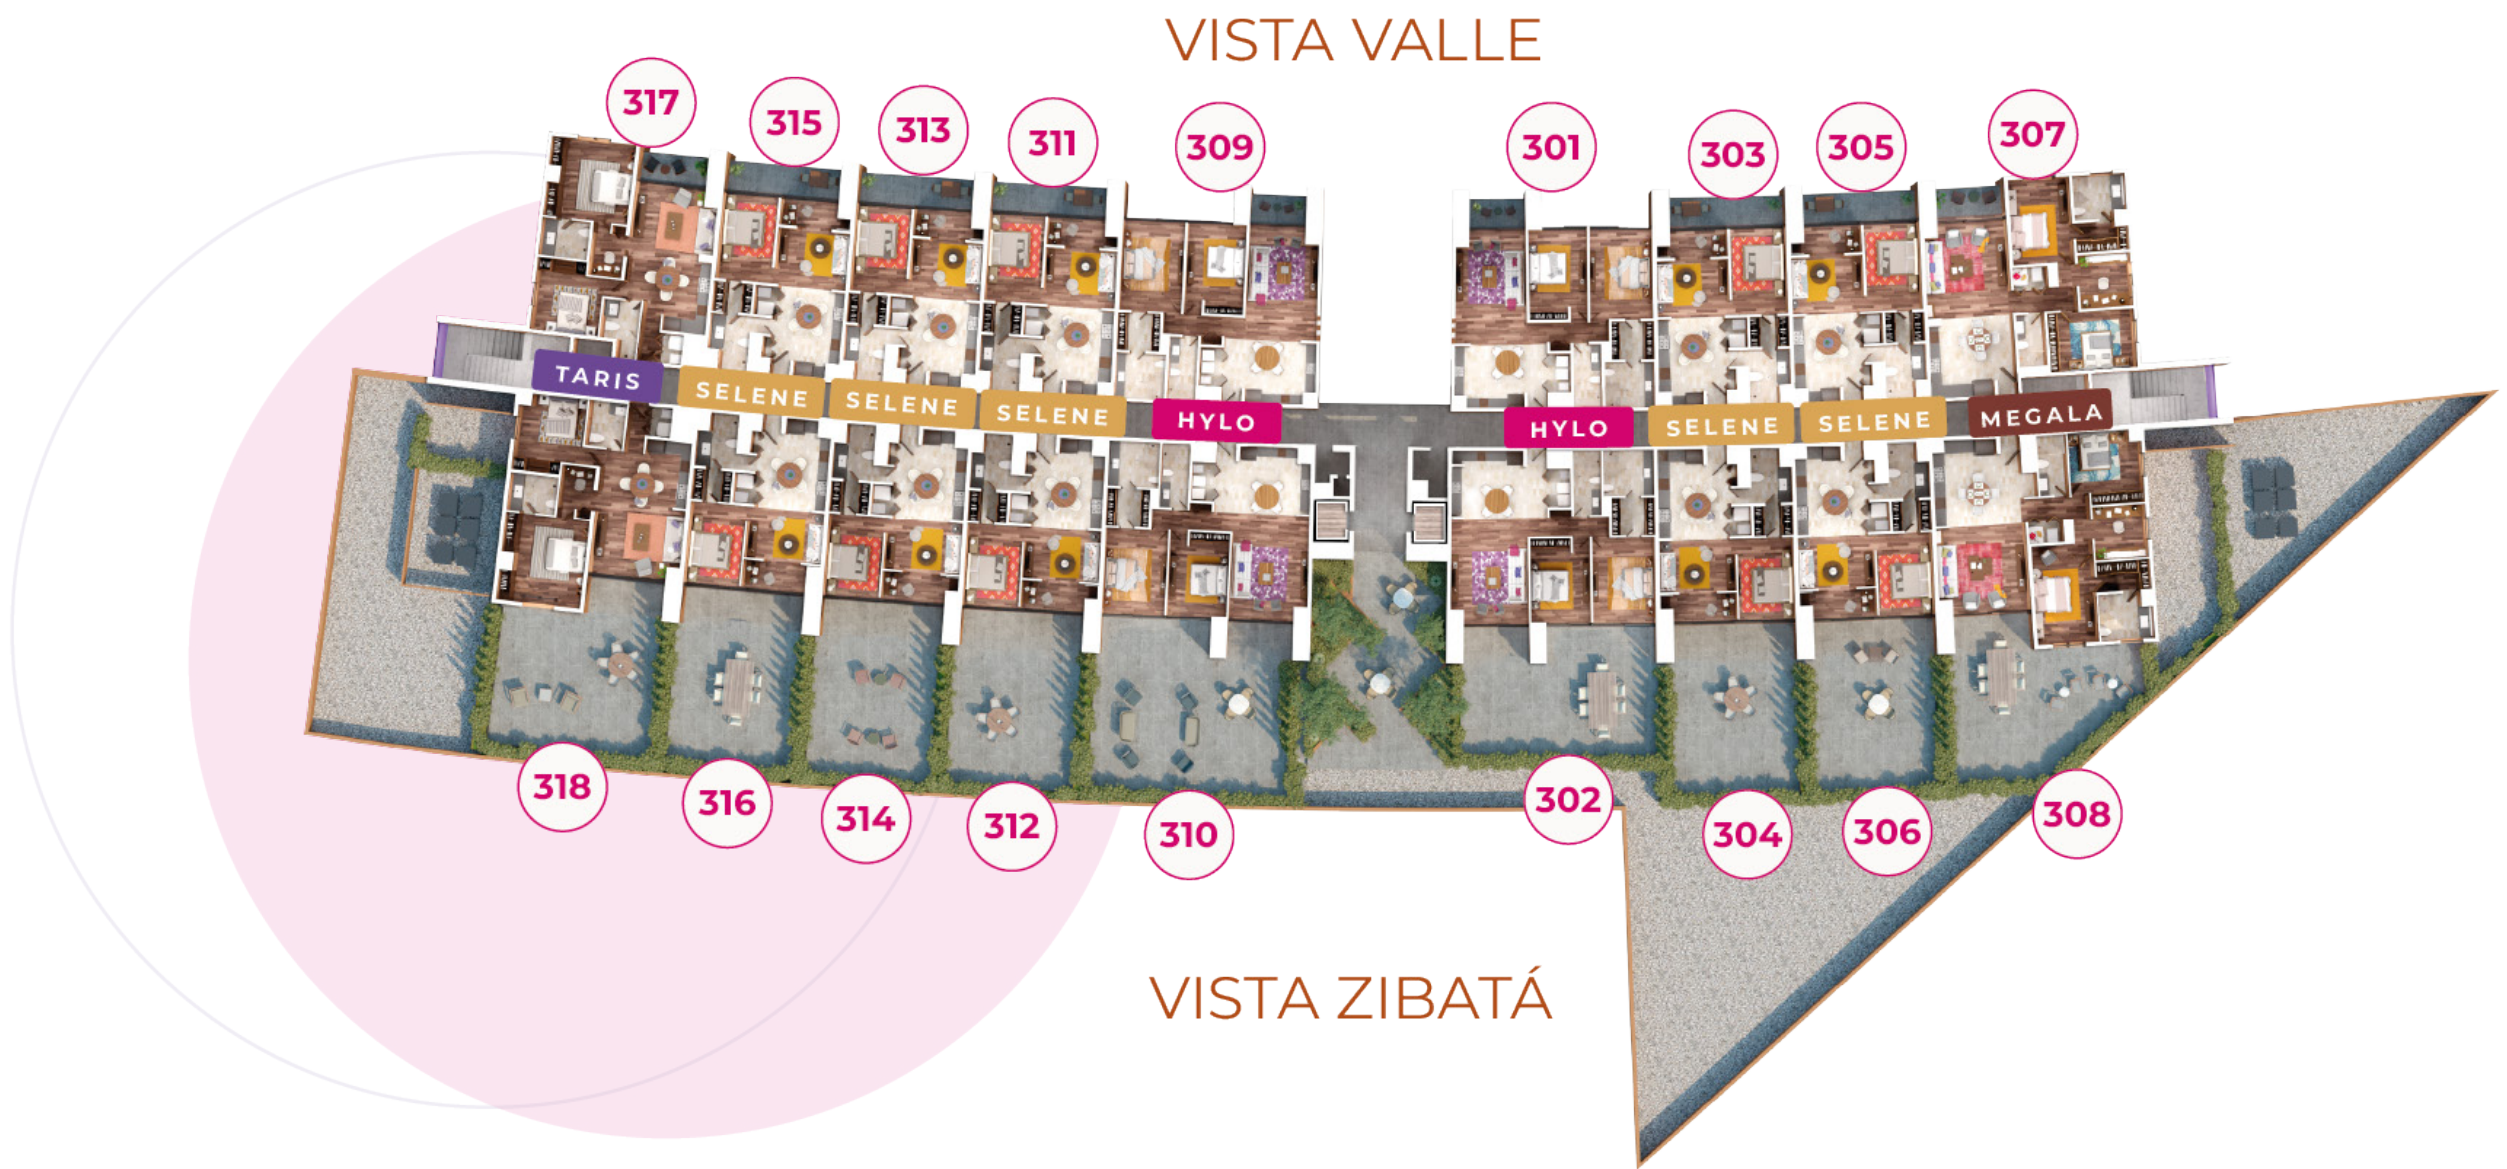 VISTA VALLE
317
315
313
311
309
301
303
305
307
TARIS
SELENE
SELENE
SELENE
HYLO
HYLO
SELENE
SELENE
MEGALA
318
316
314
312
310
302
304
306
308
VISTA ZIBATÁ